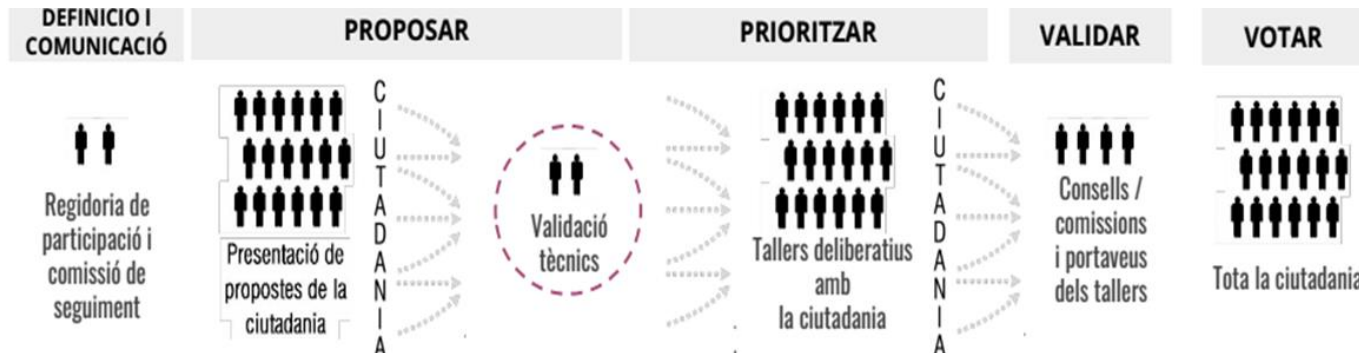 DEFINICIO I
COMUNICACIÓ
PROPOSAR
PRIORITZAR
VALIDAR
VOTAR
Regidoria de
participació i
comissió de
seguiment
Presentació de
propostes de la
ciutadania
CIUTADANIA
Validació
tècnics
Tallers deliberatius
amb
la ciutadania
CIUTADANIA
Consells /
comissions
i portaveus
dels tallers
Tota la ciutadania